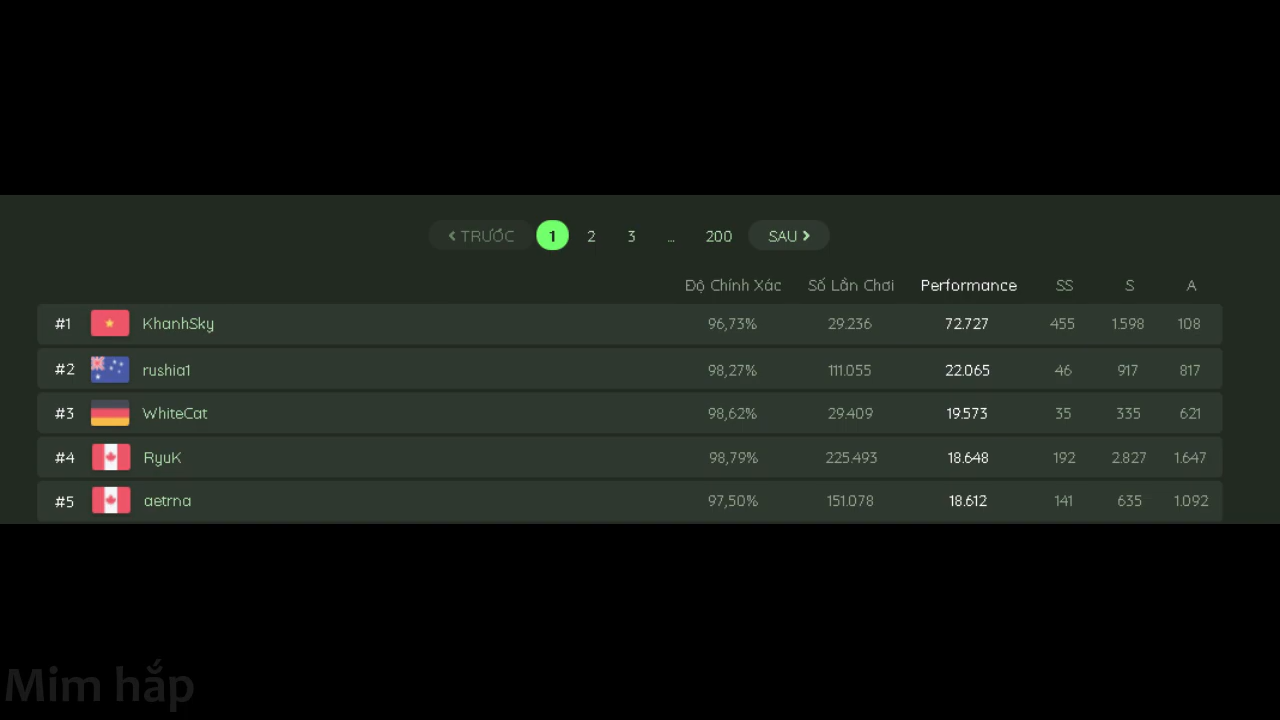 TRƯỚC 1 2 3 ... 200 SAU
Độ Chính Xác Số Lần Chơi Performance SS S A
#1 KhanhSky 96,73% 29.236 72.727 455 1.598 108
#2 rushia1 98,27% 111.055 22.065 46 917 817
#3 WhiteCat 98,62% 29.409 19.573 35 335 621
#4 RyuK 98,79% 225.493 18.648 192 2.827 1.647
#5 aetrna 97,50% 151.078 18.612 141 635 1.092
Mim hắp